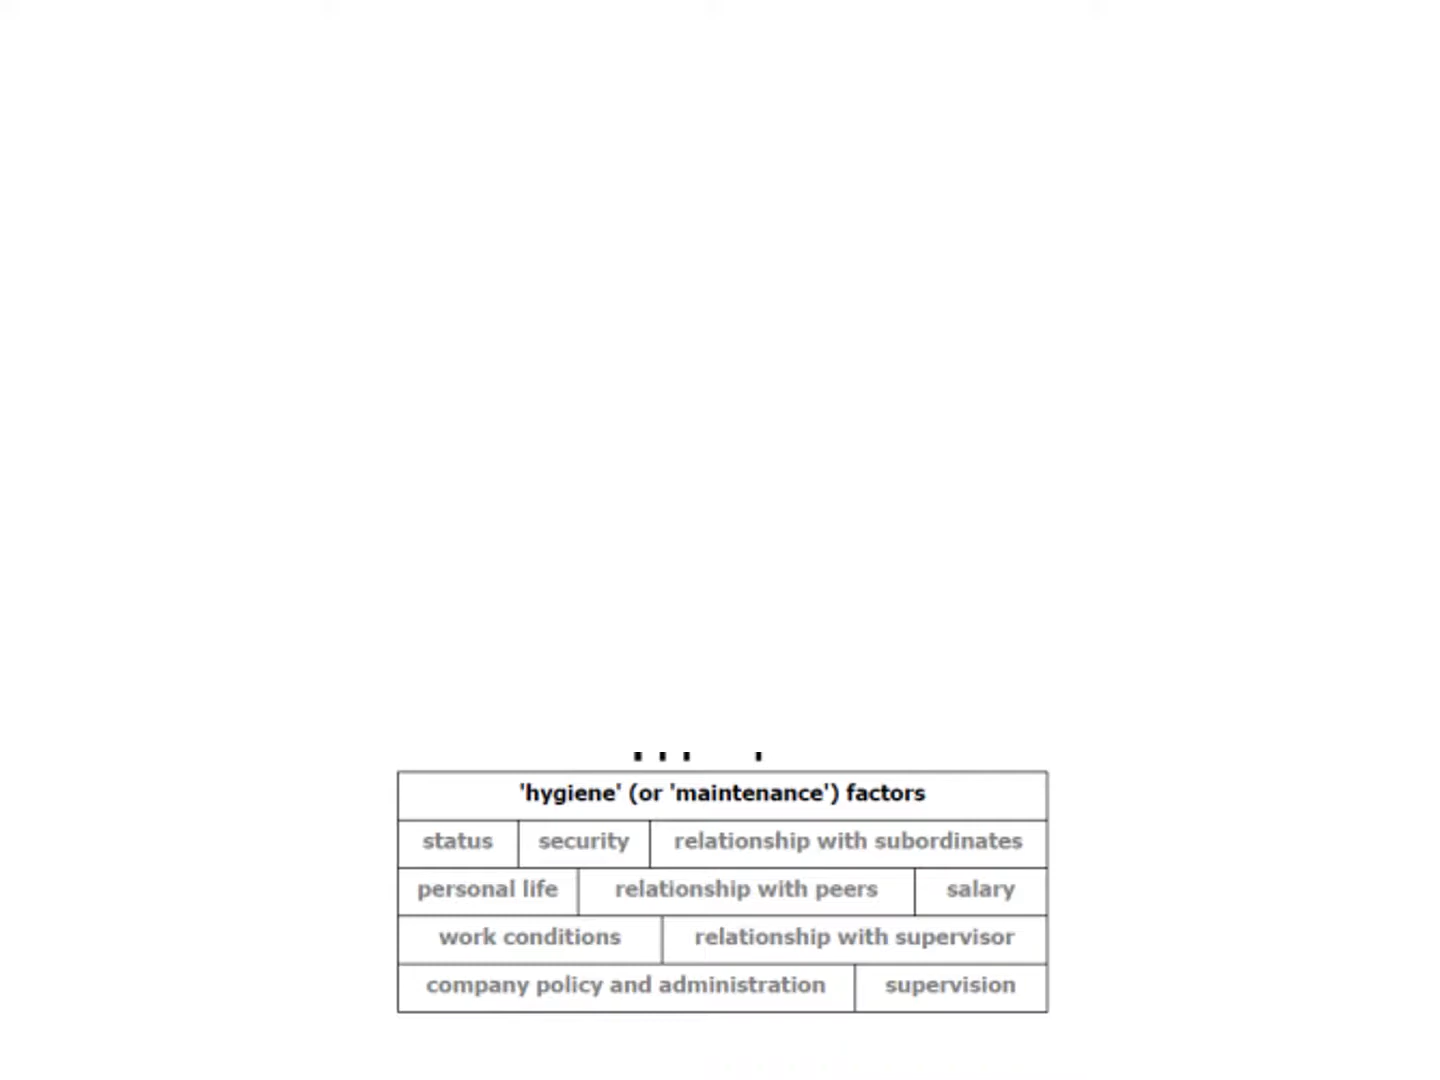 'hygiene' (or 'maintenance') factors
status security relationship with subordinates
personal life relationship with peers salary
work conditions relationship with supervisor
company policy and administration supervision